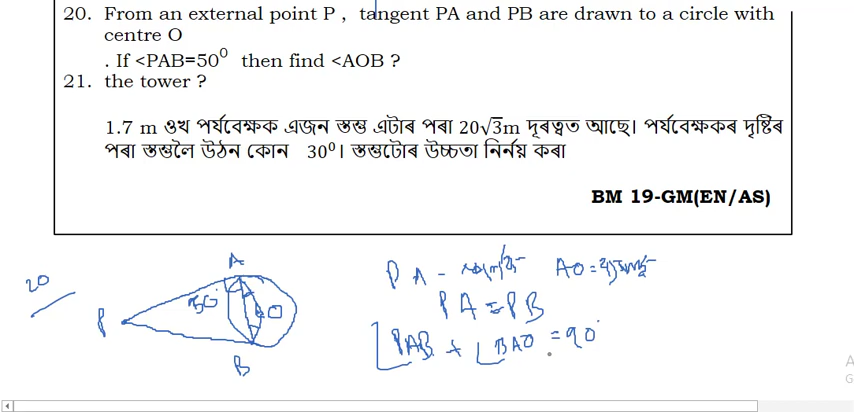 20. From an external point P , tangent PA and PB are drawn to a circle with
centre O
. If <PAB=50⁰ then find <AOB ?
21. the tower ?
1.7 m ওখ পৰ্যবেক্ষক এজন স্তম্ভ এটাৰ পৰা 20√3m দূৰত্বত আছে। পৰ্যবেক্ষকৰ দৃষ্টিৰ
পৰা স্তম্ভলৈ উঠন কোন 30⁰। স্তম্ভটোৰ উচ্চতা নিৰ্নয় কৰা
BM 19-GM(EN/AS)
20
A
50°
P
O
B
PA - AO =
PA = PB
∠PAB + ∠BAO = 90°